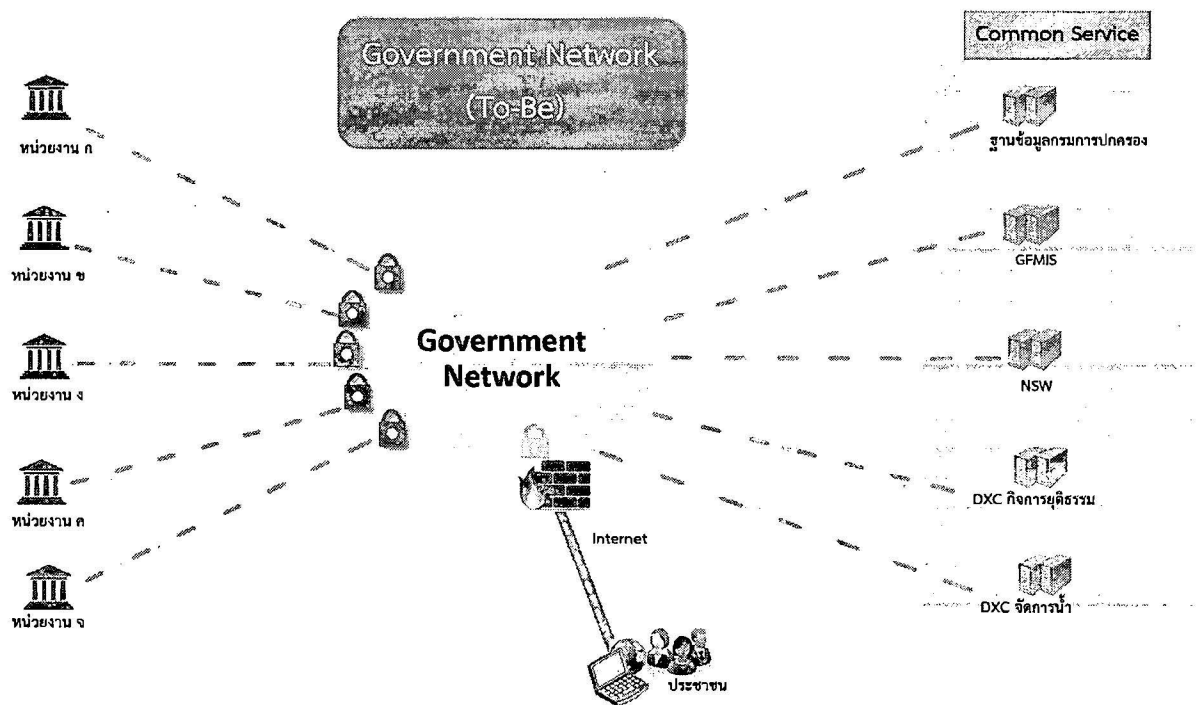 Government Network
(To-Be)
Common Service
หน่วยงาน ก
หน่วยงาน ข
หน่วยงาน ง
หน่วยงาน ค
หน่วยงาน จ
Government
Network
Internet
ประชาชน
ฐานข้อมูลกรมการปกครอง
GFMIS
NSW
DXC กิจการยุติธรรม
DXC จัดการน้ำ